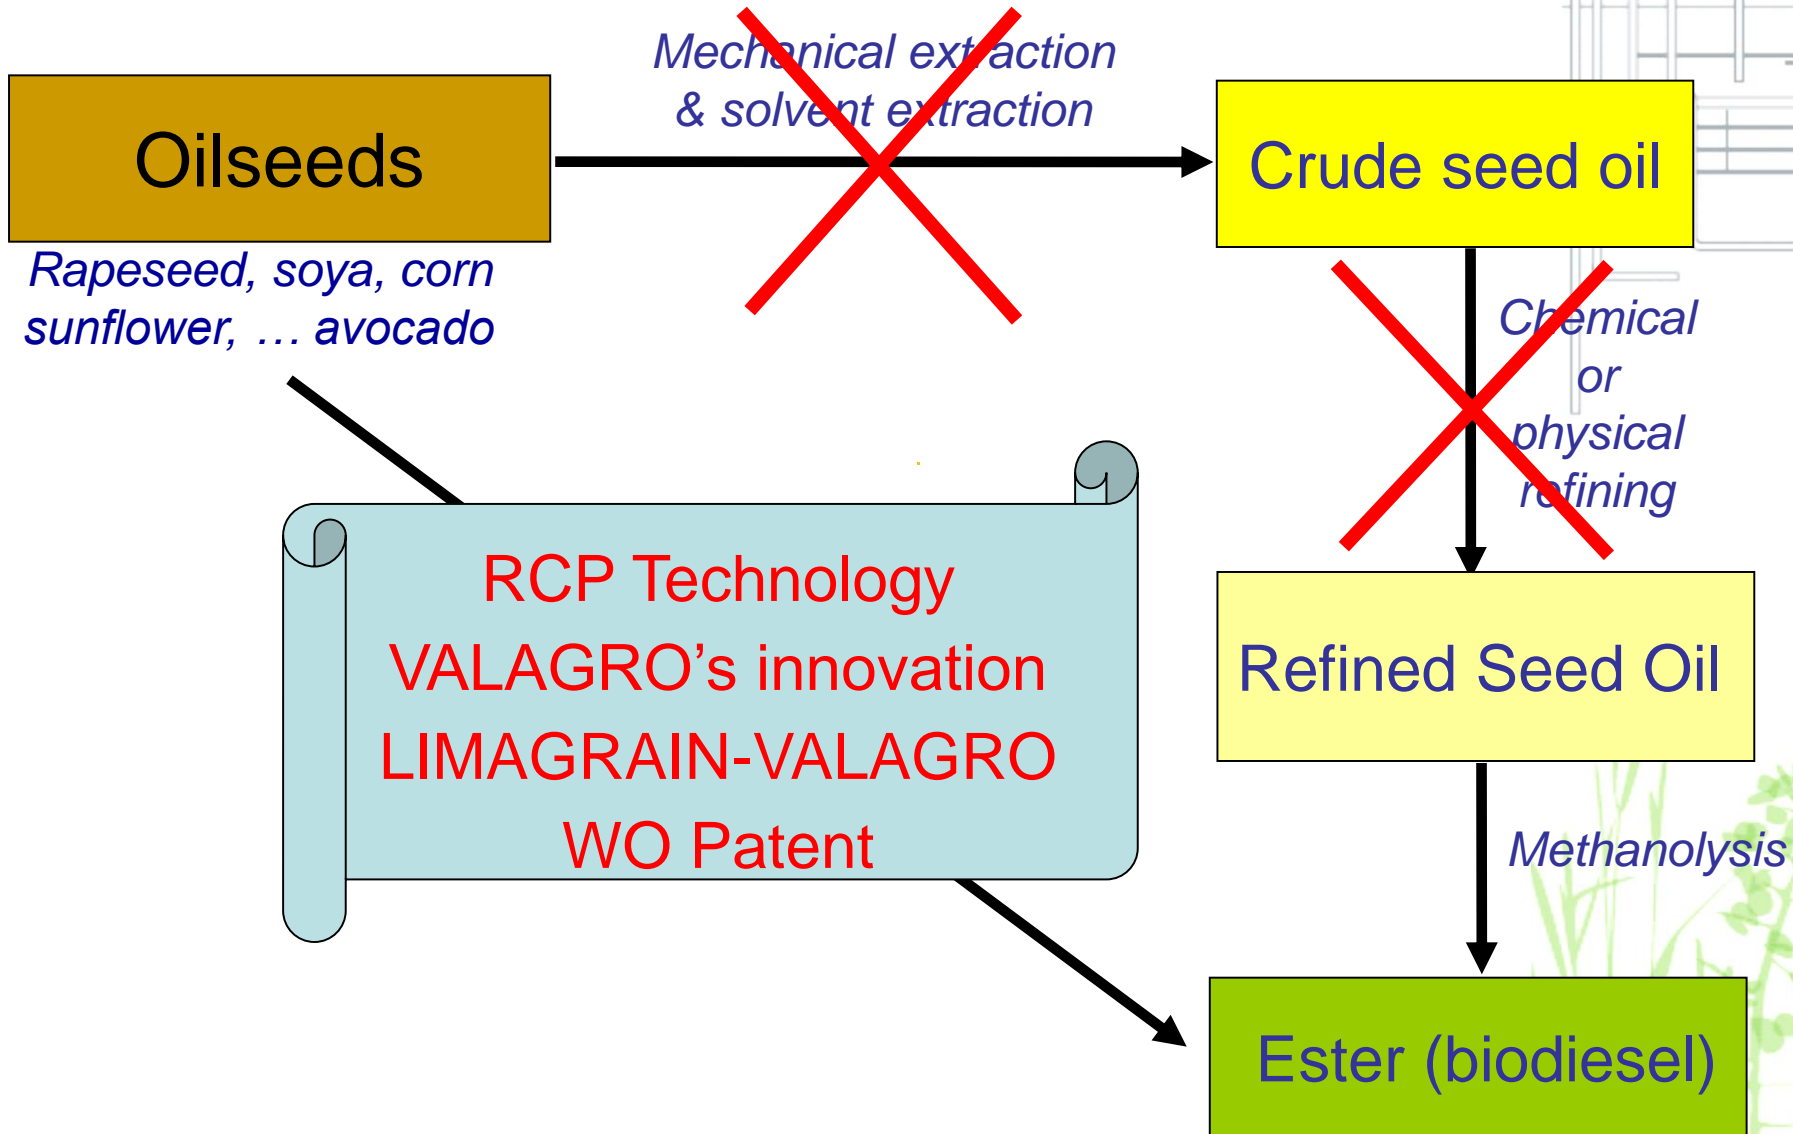 Mechanical extraction
& solvent extraction
Oilseeds
Crude seed oil
Rapeseed, soya, corn
sunflower, … avocado
Chemical
or
physical
refining
RCP Technology
VALAGRO’s innovation
LIMAGRAIN-VALAGRO
WO Patent
Refined Seed Oil
Methanolysis
Ester (biodiesel)